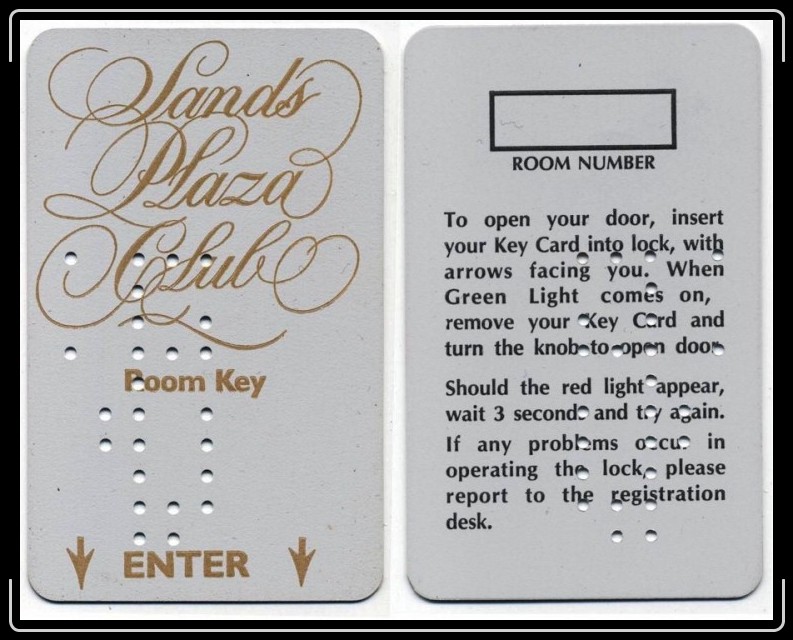 Sands
Plaza
Club
Room Key
ENTER
ROOM NUMBER
To open your door, insert
your Key Card into lock, with
arrows facing you. When
Green Light comes on,
remove your Key Card and
turn the knob to open door.
Should the red light appear,
wait 3 seconds and try again.
If any problems occur in
operating the lock, please
report to the registration
desk.